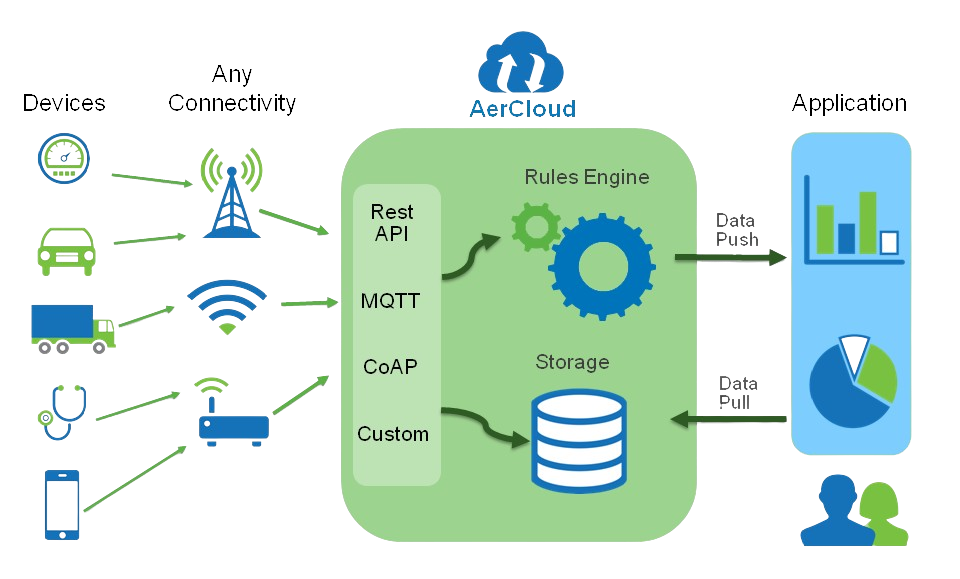 Devices
Any
Connectivity
AerCloud
Application
Rest
API
MQTT
CoAP
Custom
Rules Engine
Storage
Data
Push
Data
Pull